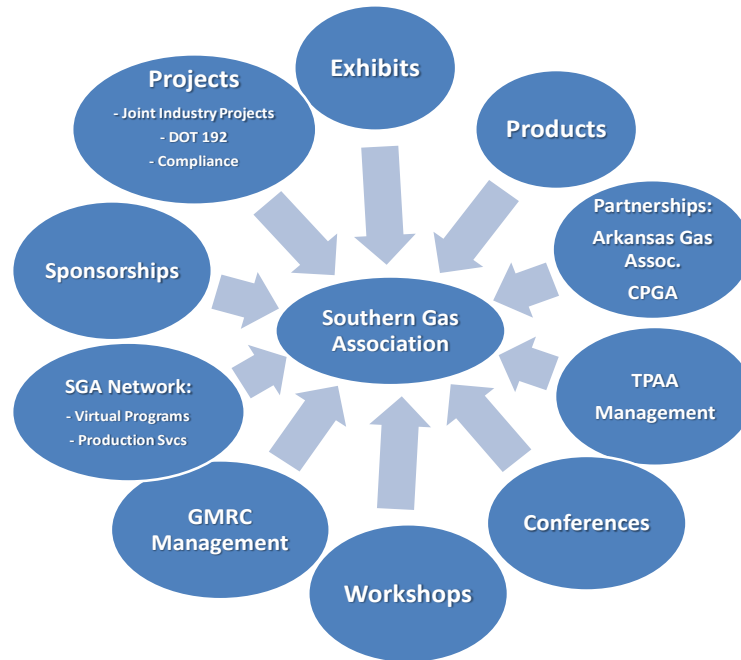 Exhibits
Products
Partnerships:
Arkansas Gas
Assoc.
CPGA
TPAA
Management
Conferences
Workshops
GMRC
Management
SGA Network:
- Virtual Programs
- Production Svcs
Sponsorships
Projects
- Joint Industry Projects
- DOT 192
- Compliance
Southern Gas
Association